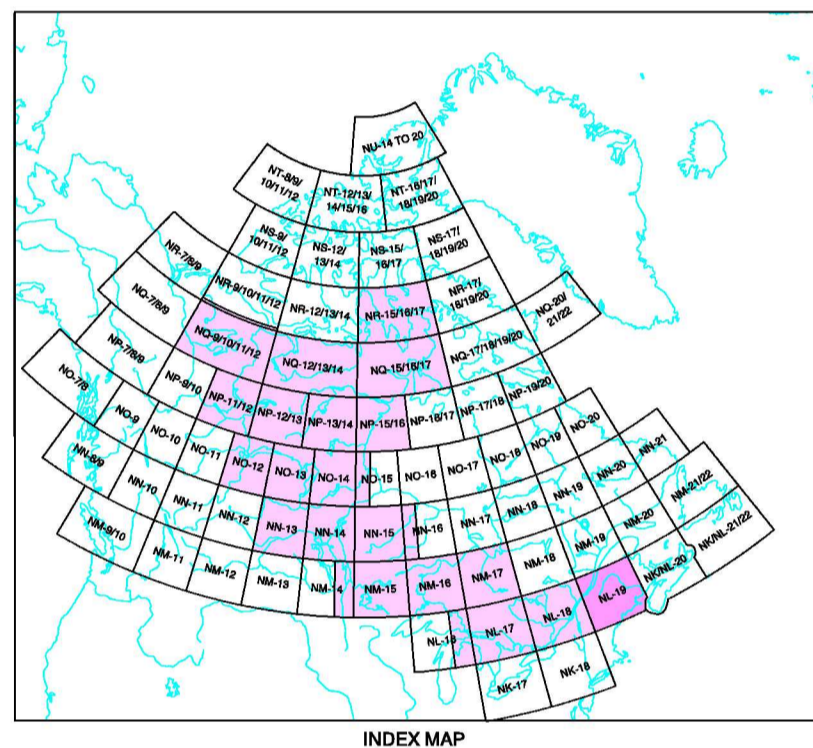 NU-14 TO 20
NT-8/9/
10/11/12
NT-12/13/
14/15/16
NT-16/17/
18/19/20
NS-9/
10/11/12
NS-12/
13/14
NS-15/
16/17
NS-17/
18/19/20
NR-7/8/9
NR-9/10/11/12
NR-12/13/14
NR-15/16/17
NR-17/
18/19/20
NQ-7/8/9
NQ-9/10/11/12
NQ-12/13/14
NQ-15/16/17
NQ-17/18/19/20
NQ-20/
21/22
NP-7/8/9
NP-9/10
NP-11/12
NP-12/13
NP-13/14
NP-15/16
NP-16/17
NP-17/18
NP-19/20
NO-7/8
NO-9
NO-10
NO-11
NO-12
NO-13
NO-14
NO-15
NO-16
NO-17
NO-18
NO-19
NO-20
NN-8/9
NN-10
NN-11
NN-12
NN-13
NN-14
NN-15
NN-16
NN-17
NN-18
NN-19
NN-20
NN-21
NM-9/10
NM-11
NM-12
NM-13
NM-14
NM-15
NM-16
NM-17
NM-18
NM-19
NM-20
NM-21/22
NL-16
NL-17
NL-18
NL-19
NK/NL-20
NK/NL-21/22
NK-17
NK-18
INDEX MAP